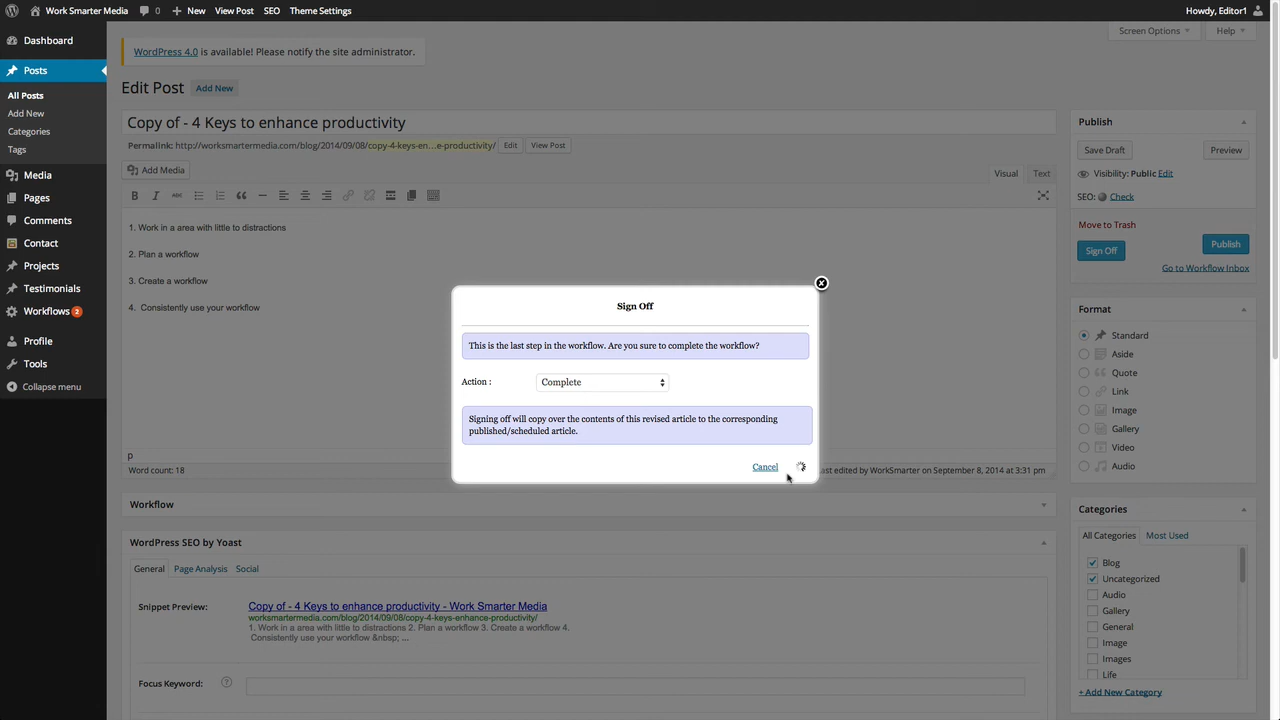 Work Smarter Media 0 New View Post SEO Theme Settings Howdy, Editor1
Dashboard
Posts
All Posts
Add New
Categories
Tags
Media
Pages
Comments
Contact
Projects
Testimonials
Workflows 2
Profile
Tools
Collapse menu
Screen Options Help
WordPress 4.0 is available! Please notify the site administrator.
Edit Post Add New
Copy of - 4 Keys to enhance productivity
Permalink: http://worksmartermedia.com/blog/2014/09/08/copy-4-keys-en...e-productivity/ Edit View Post
Add Media Visual Text
B I ABC
1. Work in a area with little to distractions
2. Plan a workflow
3. Create a workflow
4. Consistently use your workflow
p
Word count: 18 ast edited by WorkSmarter on September 8, 2014 at 3:31 pm
Sign Off
This is the last step in the workflow. Are you sure to complete the workflow?
Action : Complete
Signing off will copy over the contents of this revised article to the corresponding
published/scheduled article.
Cancel
Workflow
WordPress SEO by Yoast
General Page Analysis Social
Snippet Preview: Copy of - 4 Keys to enhance productivity - Work Smarter Media
worksmartermedia.com/blog/2014/09/08/copy-4-keys-enhance-productivity/
1. Work in a area with little to distractions 2. Plan a workflow 3. Create a workflow 4.
Consistently use your workflow &nbsp; ...
Focus Keyword: ?
Publish
Save Draft Preview
Visibility: Public Edit
SEO: Check
Move to Trash
Sign Off Publish
Go to Workflow Inbox
Format
Standard
Aside
Quote
Link
Image
Gallery
Video
Audio
Categories
All Categories Most Used
Blog
Uncategorized
Audio
Gallery
General
Image
Images
Life
+ Add New Category